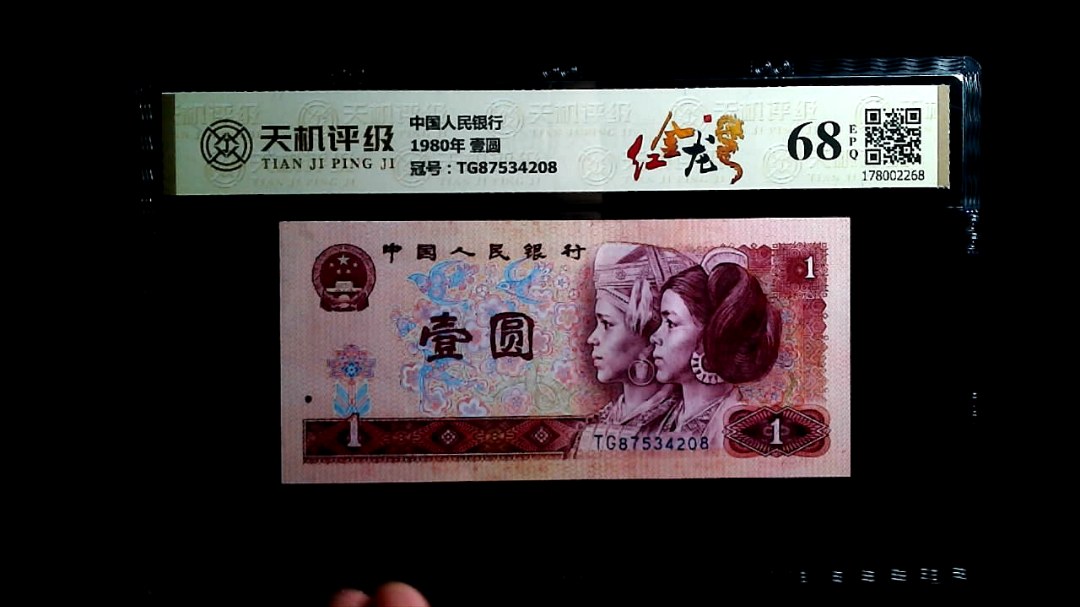 天机评级
TIAN JI PING JI
中国人民银行
1980年 壹圆
冠号：TG87534208
红金龙
68
EPQ
178002268
中国人民银行
1
壹圆
1
TG87534208
1